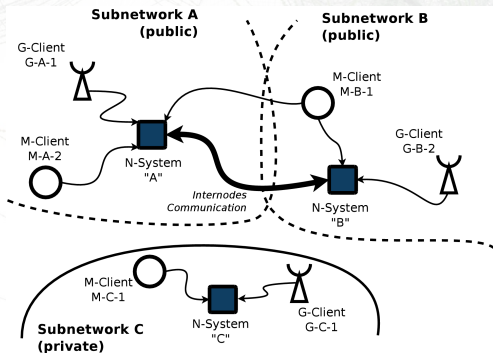 Subnetwork A
(public)
Subnetwork B
(public)
G-Client
G-A-1
M-Client
M-B-1
M-Client
M-A-2
N-System
"A"
G-Client
G-B-2
Internodes
Communication
N-System
"B"
M-Client
M-C-1
N-System
"C"
G-Client
G-C-1
Subnetwork C
(private)